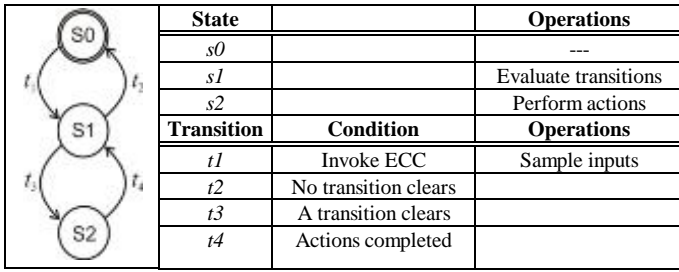 S0
t1
t2
S1
t3
t4
S2
State Operations
s0 ---
s1 Evaluate transitions
s2 Perform actions
Transition Condition Operations
t1 Invoke ECC Sample inputs
t2 No transition clears
t3 A transition clears
t4 Actions completed